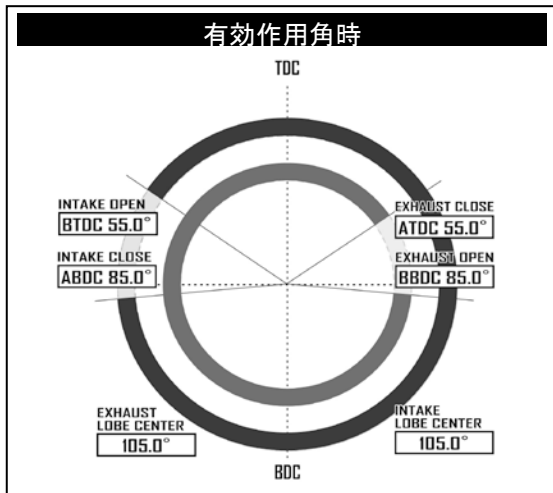 有効作用角時
TDC
INTAKE OPEN
BTDC 55.0°
EXHAUST CLOSE
ATDC 55.0°
INTAKE CLOSE
ABDC 85.0°
EXHAUST OPEN
BBDC 85.0°
EXHAUST
LOBE CENTER
105.0°
INTAKE
LOBE CENTER
105.0°
BDC